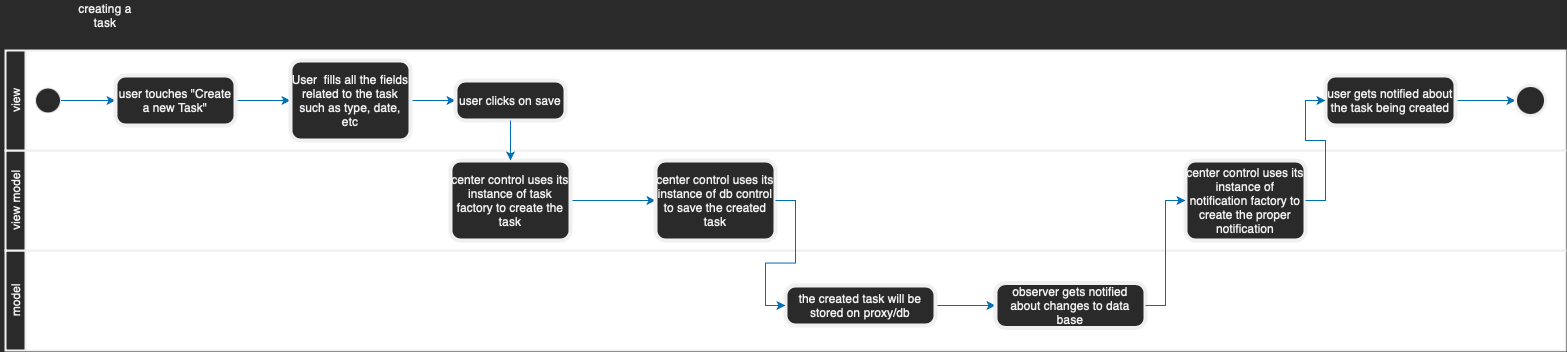 creating a
task
view
user touches "Create
a new Task"
User  fills all the fields
related to the task
such as type, date,
etc
user clicks on save
user gets notified about
the task being created
view model
center control uses its
instance of task
factory to create the
task
center control uses its
instance of db control
to save the created
task
center control uses its
instance of
notification factory to
create the proper
notification
model
the created task will be
stored on proxy/db
observer gets notified
about changes to data
base